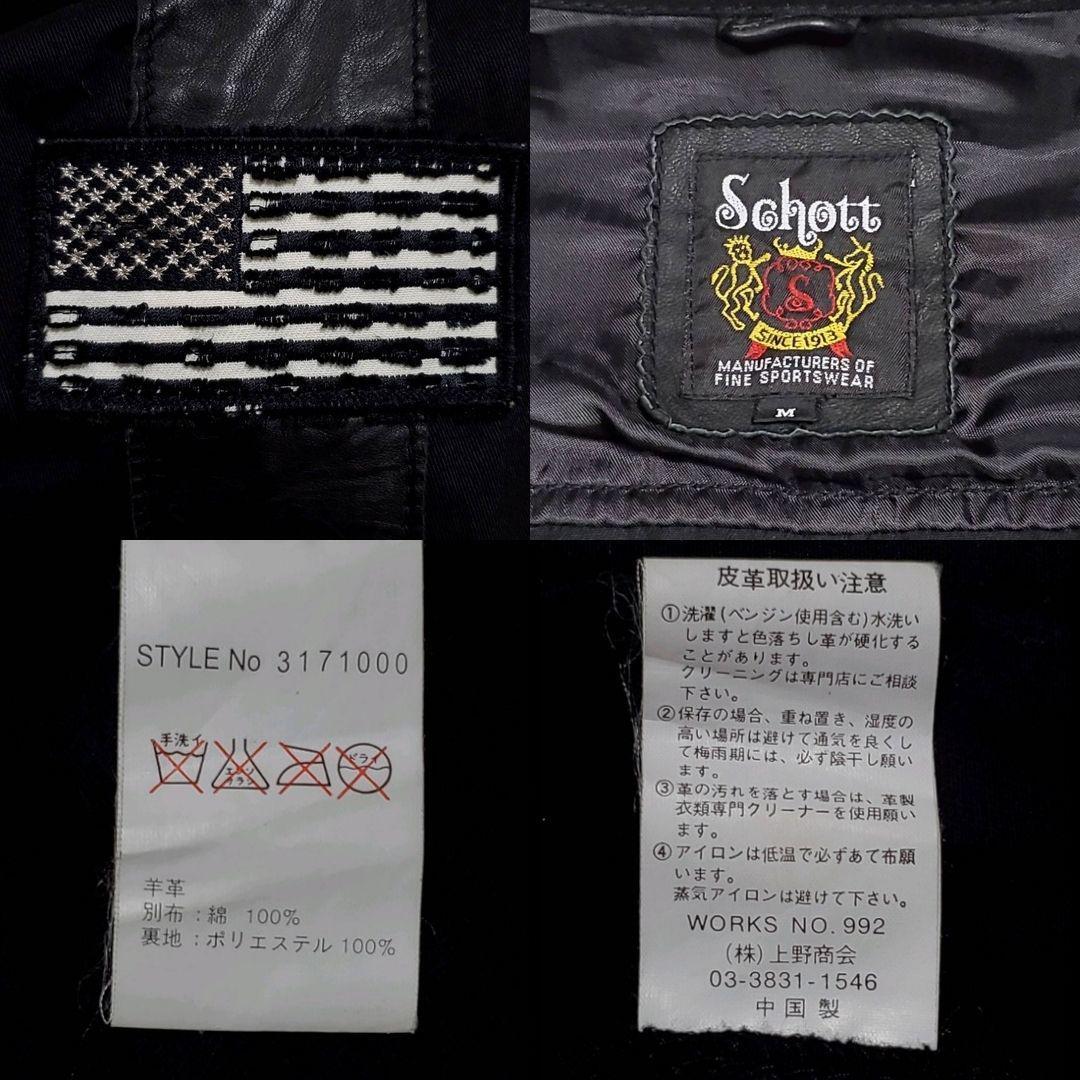 Schott
S
SINCE 1913
MANUFACTURERS OF
FINE SPORTSWEAR
M
STYLE No 3171000
手洗イ
エンソ
サラシ
ドライ
羊革
別布：綿 100%
裏地：ポリエステル 100%
皮革取扱い注意
①洗濯(ベンジン使用含む)水洗い
しますと色落ちし革が硬化する
ことがあります。
クリーニングは専門店にご相談
下さい。
②保存の場合、重ね置き、湿度の
高い場所は避けて通気を良くし
て梅雨期には、必ず陰干し願い
ます。
③革の汚れを落とす場合は、革製
衣類専門クリーナーを使用願い
ます。
④アイロンは低温で必ずあて布願
います。
蒸気アイロンは避けて下さい。
WORKS NO. 992
(株)上野商会
03-3831-1546
中国製